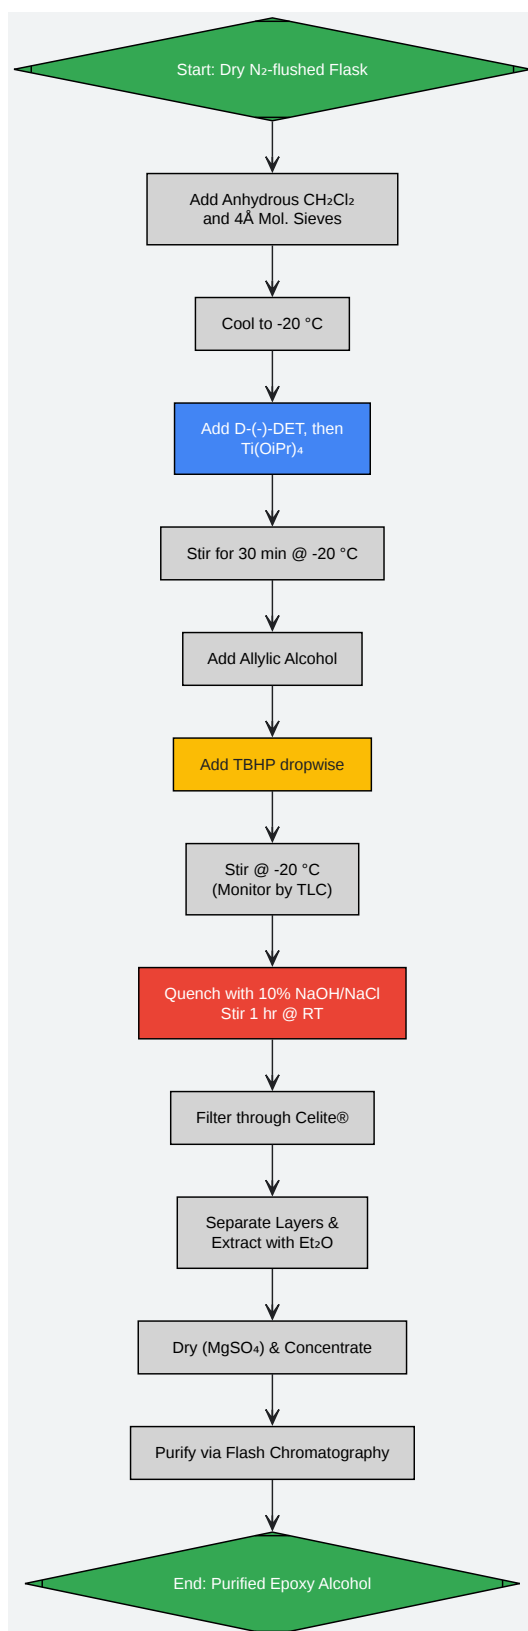 Start: Dry N₂-flushed Flask
Add Anhydrous CH₂Cl₂
and 4Å Mol. Sieves
Cool to -20 °C
Add D-(-)-DET, then
Ti(OiPr)₄
Stir for 30 min @ -20 °C
Add Allylic Alcohol
Add TBHP dropwise
Stir @ -20 °C
(Monitor by TLC)
Quench with 10% NaOH/NaCl
Stir 1 hr @ RT
Filter through Celite®
Separate Layers &
Extract with Et₂O
Dry (MgSO₄) & Concentrate
Purify via Flash Chromatography
End: Purified Epoxy Alcohol